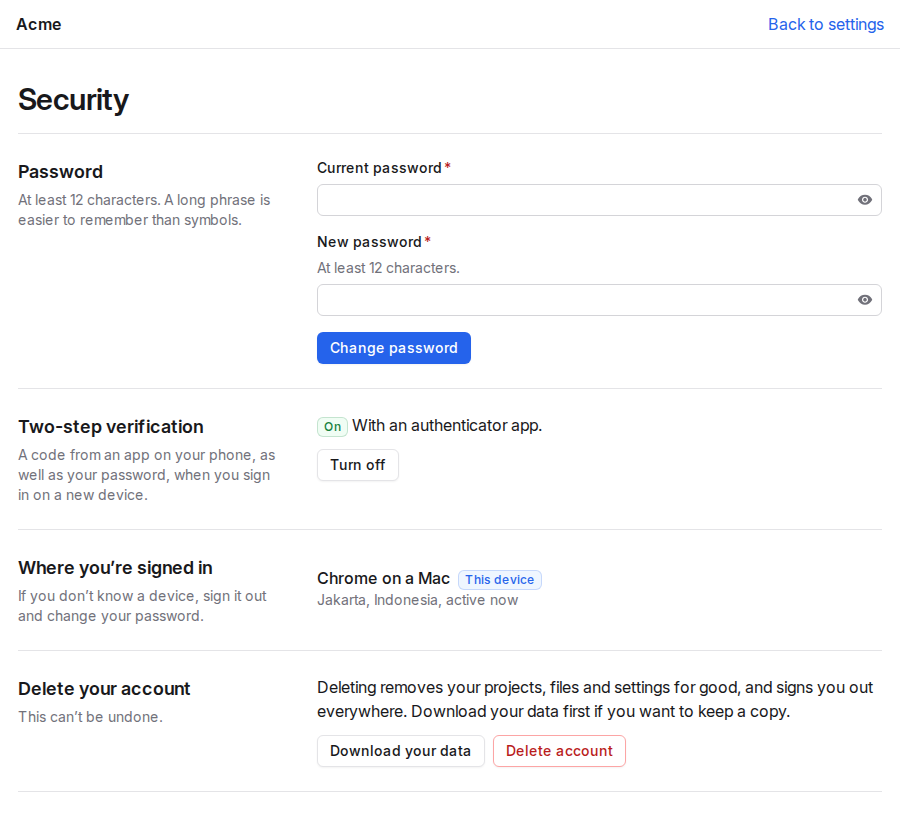 Acme
Back to settings
Security
Password
At least 12 characters. A long phrase is
easier to remember than symbols.
Current password *
New password *
At least 12 characters.
Change password
Two-step verification
A code from an app on your phone, as
well as your password, when you sign
in on a new device.
On With an authenticator app.
Turn off
Where you’re signed in
If you don’t know a device, sign it out
and change your password.
Chrome on a Mac This device
Jakarta, Indonesia, active now
Delete your account
This can’t be undone.
Deleting removes your projects, files and settings for good, and signs you out
everywhere. Download your data first if you want to keep a copy.
Download your data
Delete account